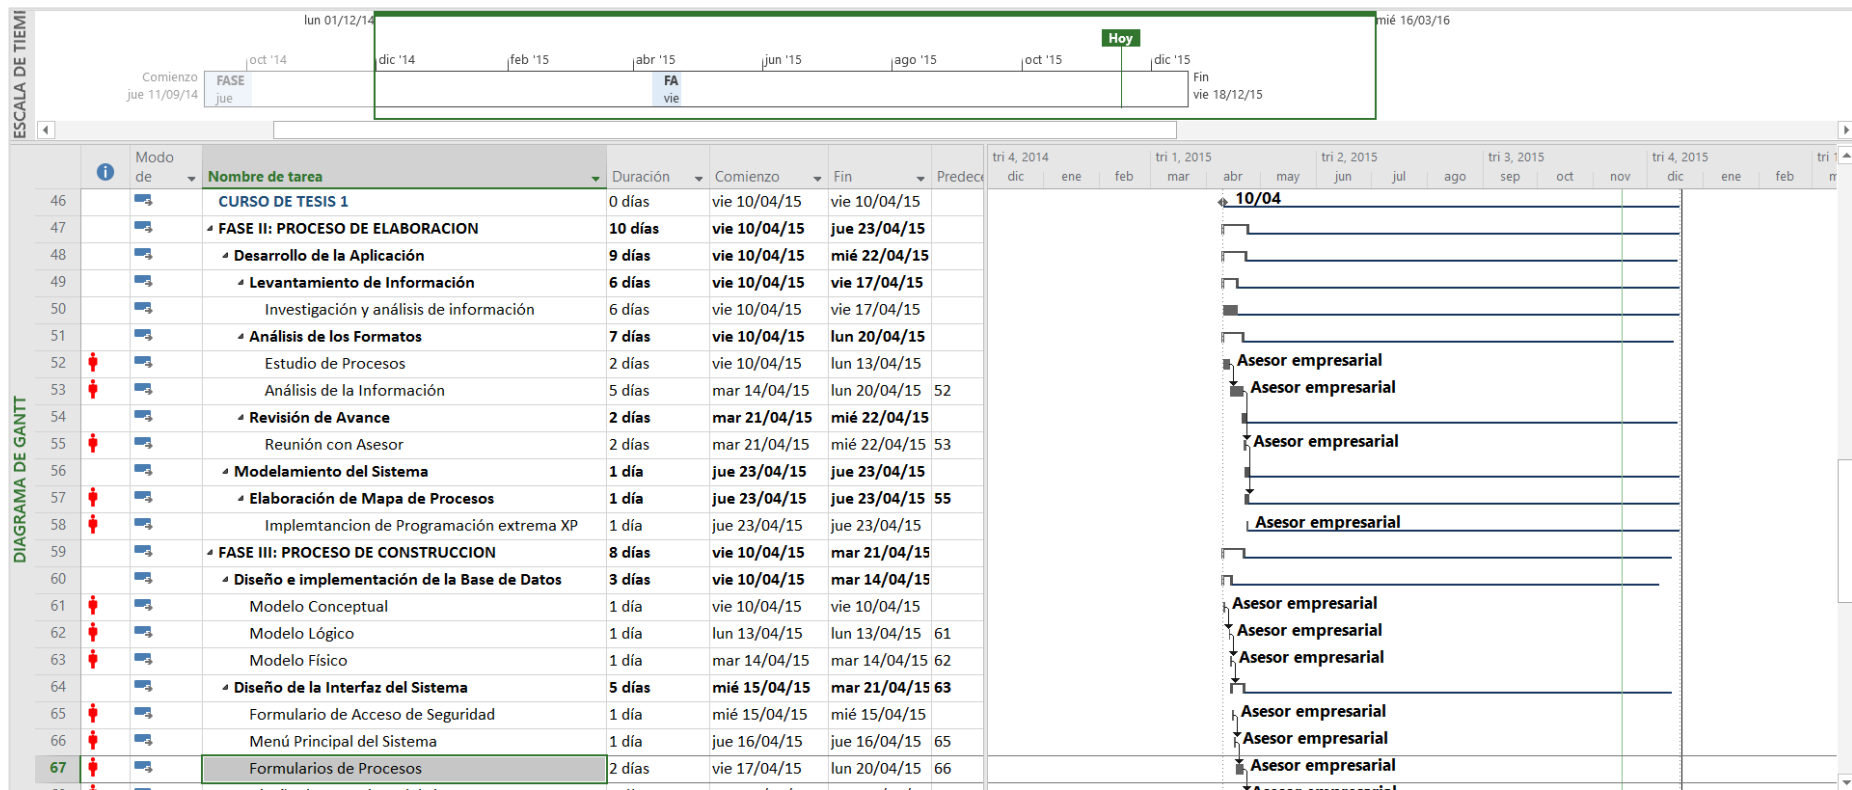 ESCALA DE TIEMP
lun 01/12/14
mié 16/03/16
Hoy
oct '14 dic '14 feb '15 abr '15 jun '15 ago '15 oct '15 dic '15
Comienzo
jue 11/09/14
FASE
jue
FA
vie
Fin
vie 18/12/15
DIAGRAMA DE GANTT
Modo de Nombre de tarea Duración Comienzo Fin Predece
tri 4, 2014 tri 1, 2015 tri 2, 2015 tri 3, 2015 tri 4, 2015 tri 1
dic ene feb mar abr may jun jul ago sep oct nov dic ene feb m
46 CURSO DE TESIS 1 0 días vie 10/04/15 vie 10/04/15 10/04
47 FASE II: PROCESO DE ELABORACION 10 días vie 10/04/15 jue 23/04/15
48 Desarrollo de la Aplicación 9 días vie 10/04/15 mié 22/04/15
49 Levantamiento de Información 6 días vie 10/04/15 vie 17/04/15
50 Investigación y análisis de información 6 días vie 10/04/15 vie 17/04/15
51 Análisis de los Formatos 7 días vie 10/04/15 lun 20/04/15
52 Estudio de Procesos 2 días vie 10/04/15 lun 13/04/15 Asesor empresarial
53 Análisis de la Información 5 días mar 14/04/15 lun 20/04/15 52 Asesor empresarial
54 Revisión de Avance 2 días mar 21/04/15 mié 22/04/15
55 Reunión con Asesor 2 días mar 21/04/15 mié 22/04/15 53 Asesor empresarial
56 Modelamiento del Sistema 1 día jue 23/04/15 jue 23/04/15
57 Elaboración de Mapa de Procesos 1 día jue 23/04/15 jue 23/04/15 55
58 Implemtancion de Programación extrema XP 1 día jue 23/04/15 jue 23/04/15 Asesor empresarial
59 FASE III: PROCESO DE CONSTRUCCION 8 días vie 10/04/15 mar 21/04/15
60 Diseño e implementación de la Base de Datos 3 días vie 10/04/15 mar 14/04/15
61 Modelo Conceptual 1 día vie 10/04/15 vie 10/04/15 Asesor empresarial
62 Modelo Lógico 1 día lun 13/04/15 lun 13/04/15 61 Asesor empresarial
63 Modelo Físico 1 día mar 14/04/15 mar 14/04/15 62 Asesor empresarial
64 Diseño de la Interfaz del Sistema 5 días mié 15/04/15 mar 21/04/15 63
65 Formulario de Acceso de Seguridad 1 día mié 15/04/15 mié 15/04/15 Asesor empresarial
66 Menú Principal del Sistema 1 día jue 16/04/15 jue 16/04/15 65 Asesor empresarial
67 Formularios de Procesos 2 días vie 17/04/15 lun 20/04/15 66 Asesor empresarial